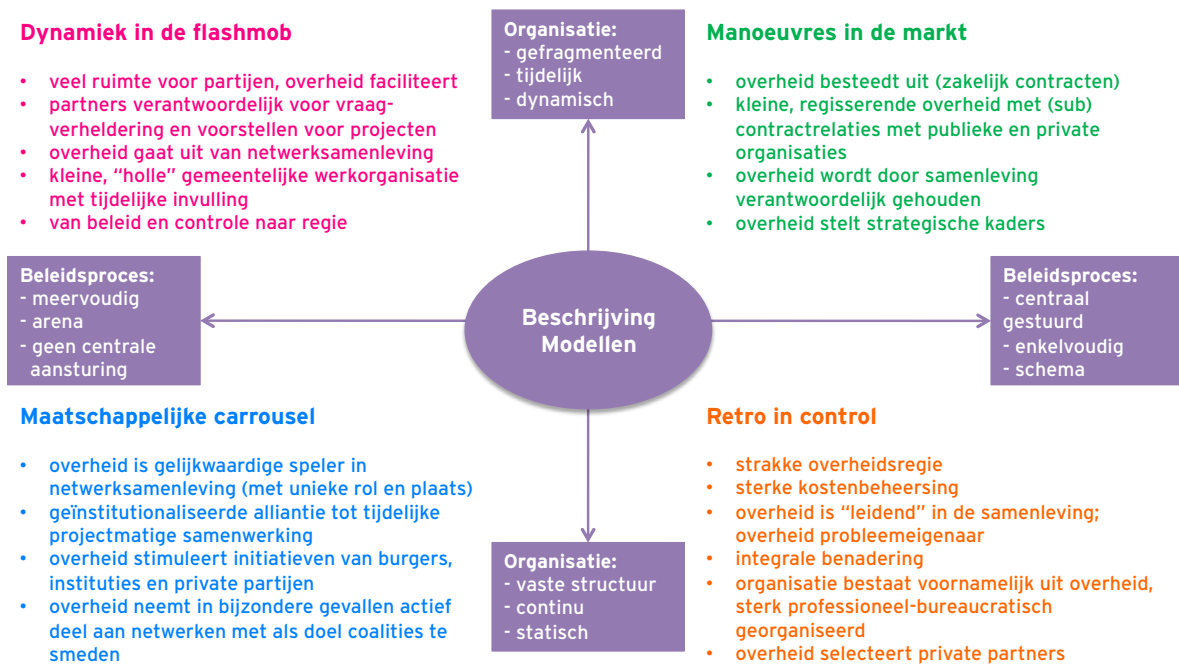 Dynamiek in de flashmob
• veel ruimte voor partijen, overheid faciliteert
• partners verantwoordelijk voor vraag-
verheldering en voorstellen voor projecten
• overheid gaat uit van netwerksamenleving
• kleine, “holle” gemeentelijke werkorganisatie
met tijdelijke invulling
• van beleid en controle naar regie
Organisatie:
- gefragmenteerd
- tijdelijk
- dynamisch
Manoeuvres in de markt
• overheid besteedt uit (zakelijk contracten)
• kleine, regisserende overheid met (sub)
contractrelaties met publieke en private
organisaties
• overheid wordt door samenleving
verantwoordelijk gehouden
• overheid stelt strategische kaders
Beleidsproces:
- meervoudig
- arena
- geen centrale
aansturing
Beschrijving
Modellen
Beleidsproces:
- centraal
gestuurd
- enkelvoudig
- schema
Maatschappelijke carrousel
• overheid is gelijkwaardige speler in
netwerksamenleving (met unieke rol en plaats)
• geïnstitutionaliseerde alliantie tot tijdelijke
projectmatige samenwerking
• overheid stimuleert initiatieven van burgers,
instituties en private partijen
• overheid neemt in bijzondere gevallen actief
deel aan netwerken met als doel coalities te
smeden
Organisatie:
- vaste structuur
- continu
- statisch
Retro in control
• strakke overheidsregie
• sterke kostenbeheersing
• overheid is “leidend” in de samenleving;
overheid probleemeigenaar
• integrale benadering
• organisatie bestaat voornamelijk uit overheid,
sterk professioneel-bureaucratisch
georganiseerd
• overheid selecteert private partners